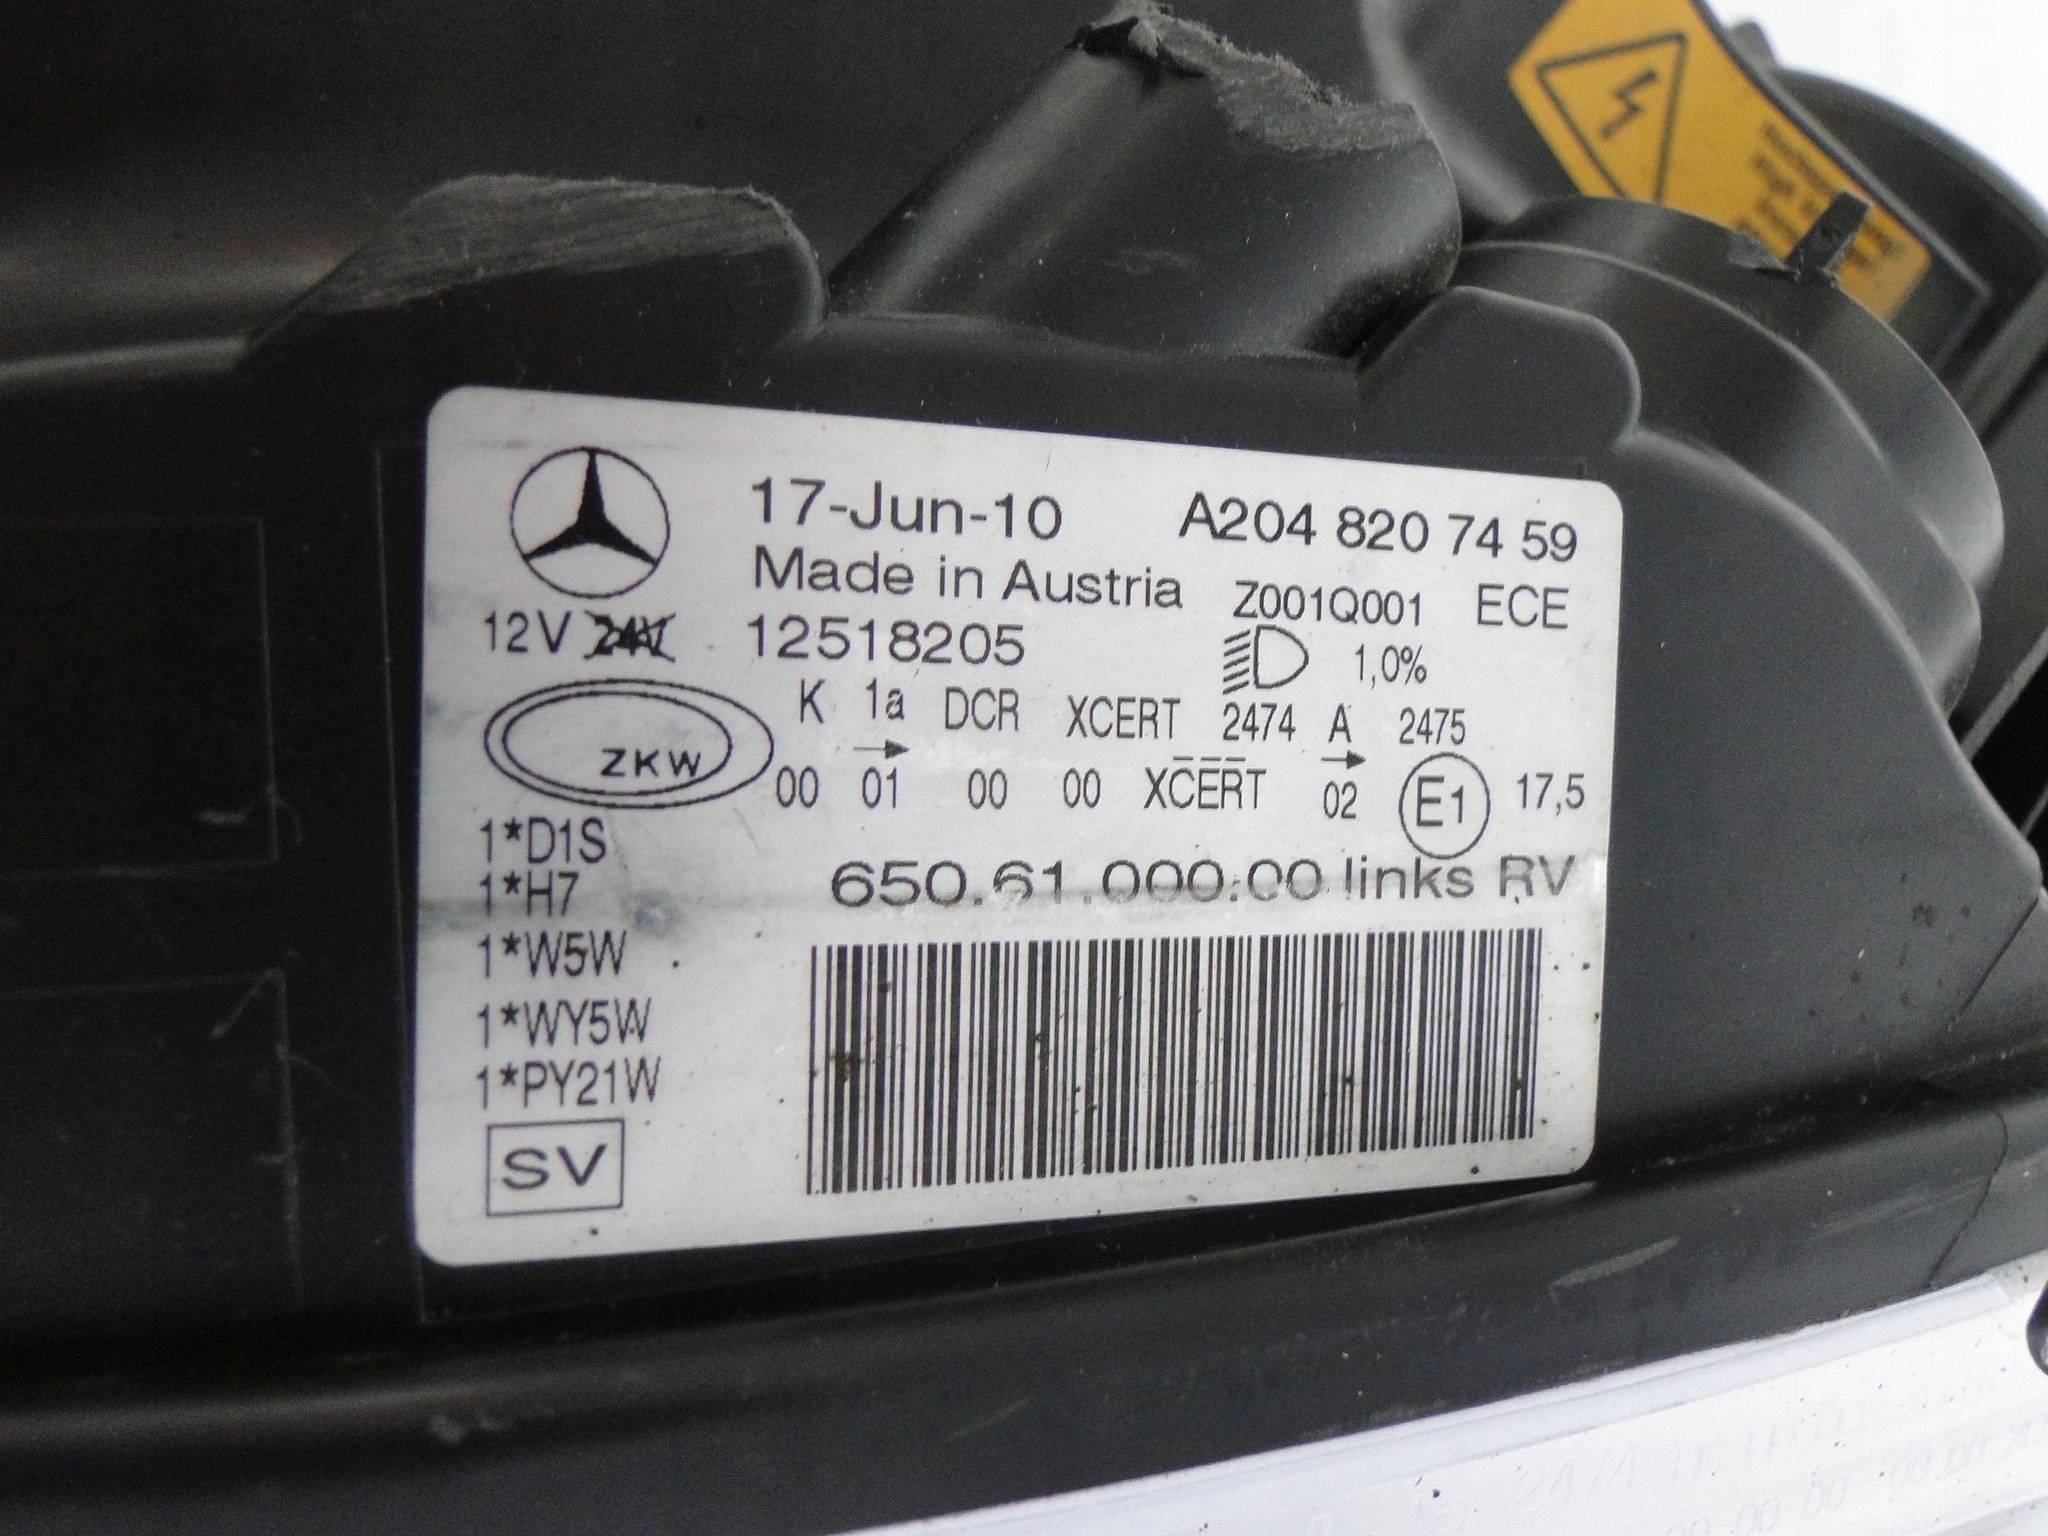 17-Jun-10 A204 820 74 59
Made in Austria Z001Q001 ECE
12V 24V 12518205 1,0%
K 1a DCR XCERT 2474 A 2475
ZKW
00 01 00 00 XCERT 02 E1 17,5
1*D1S
1*H7
650.61.000.00 links RV
1*W5W
1*WY5W
1*PY21W
SV